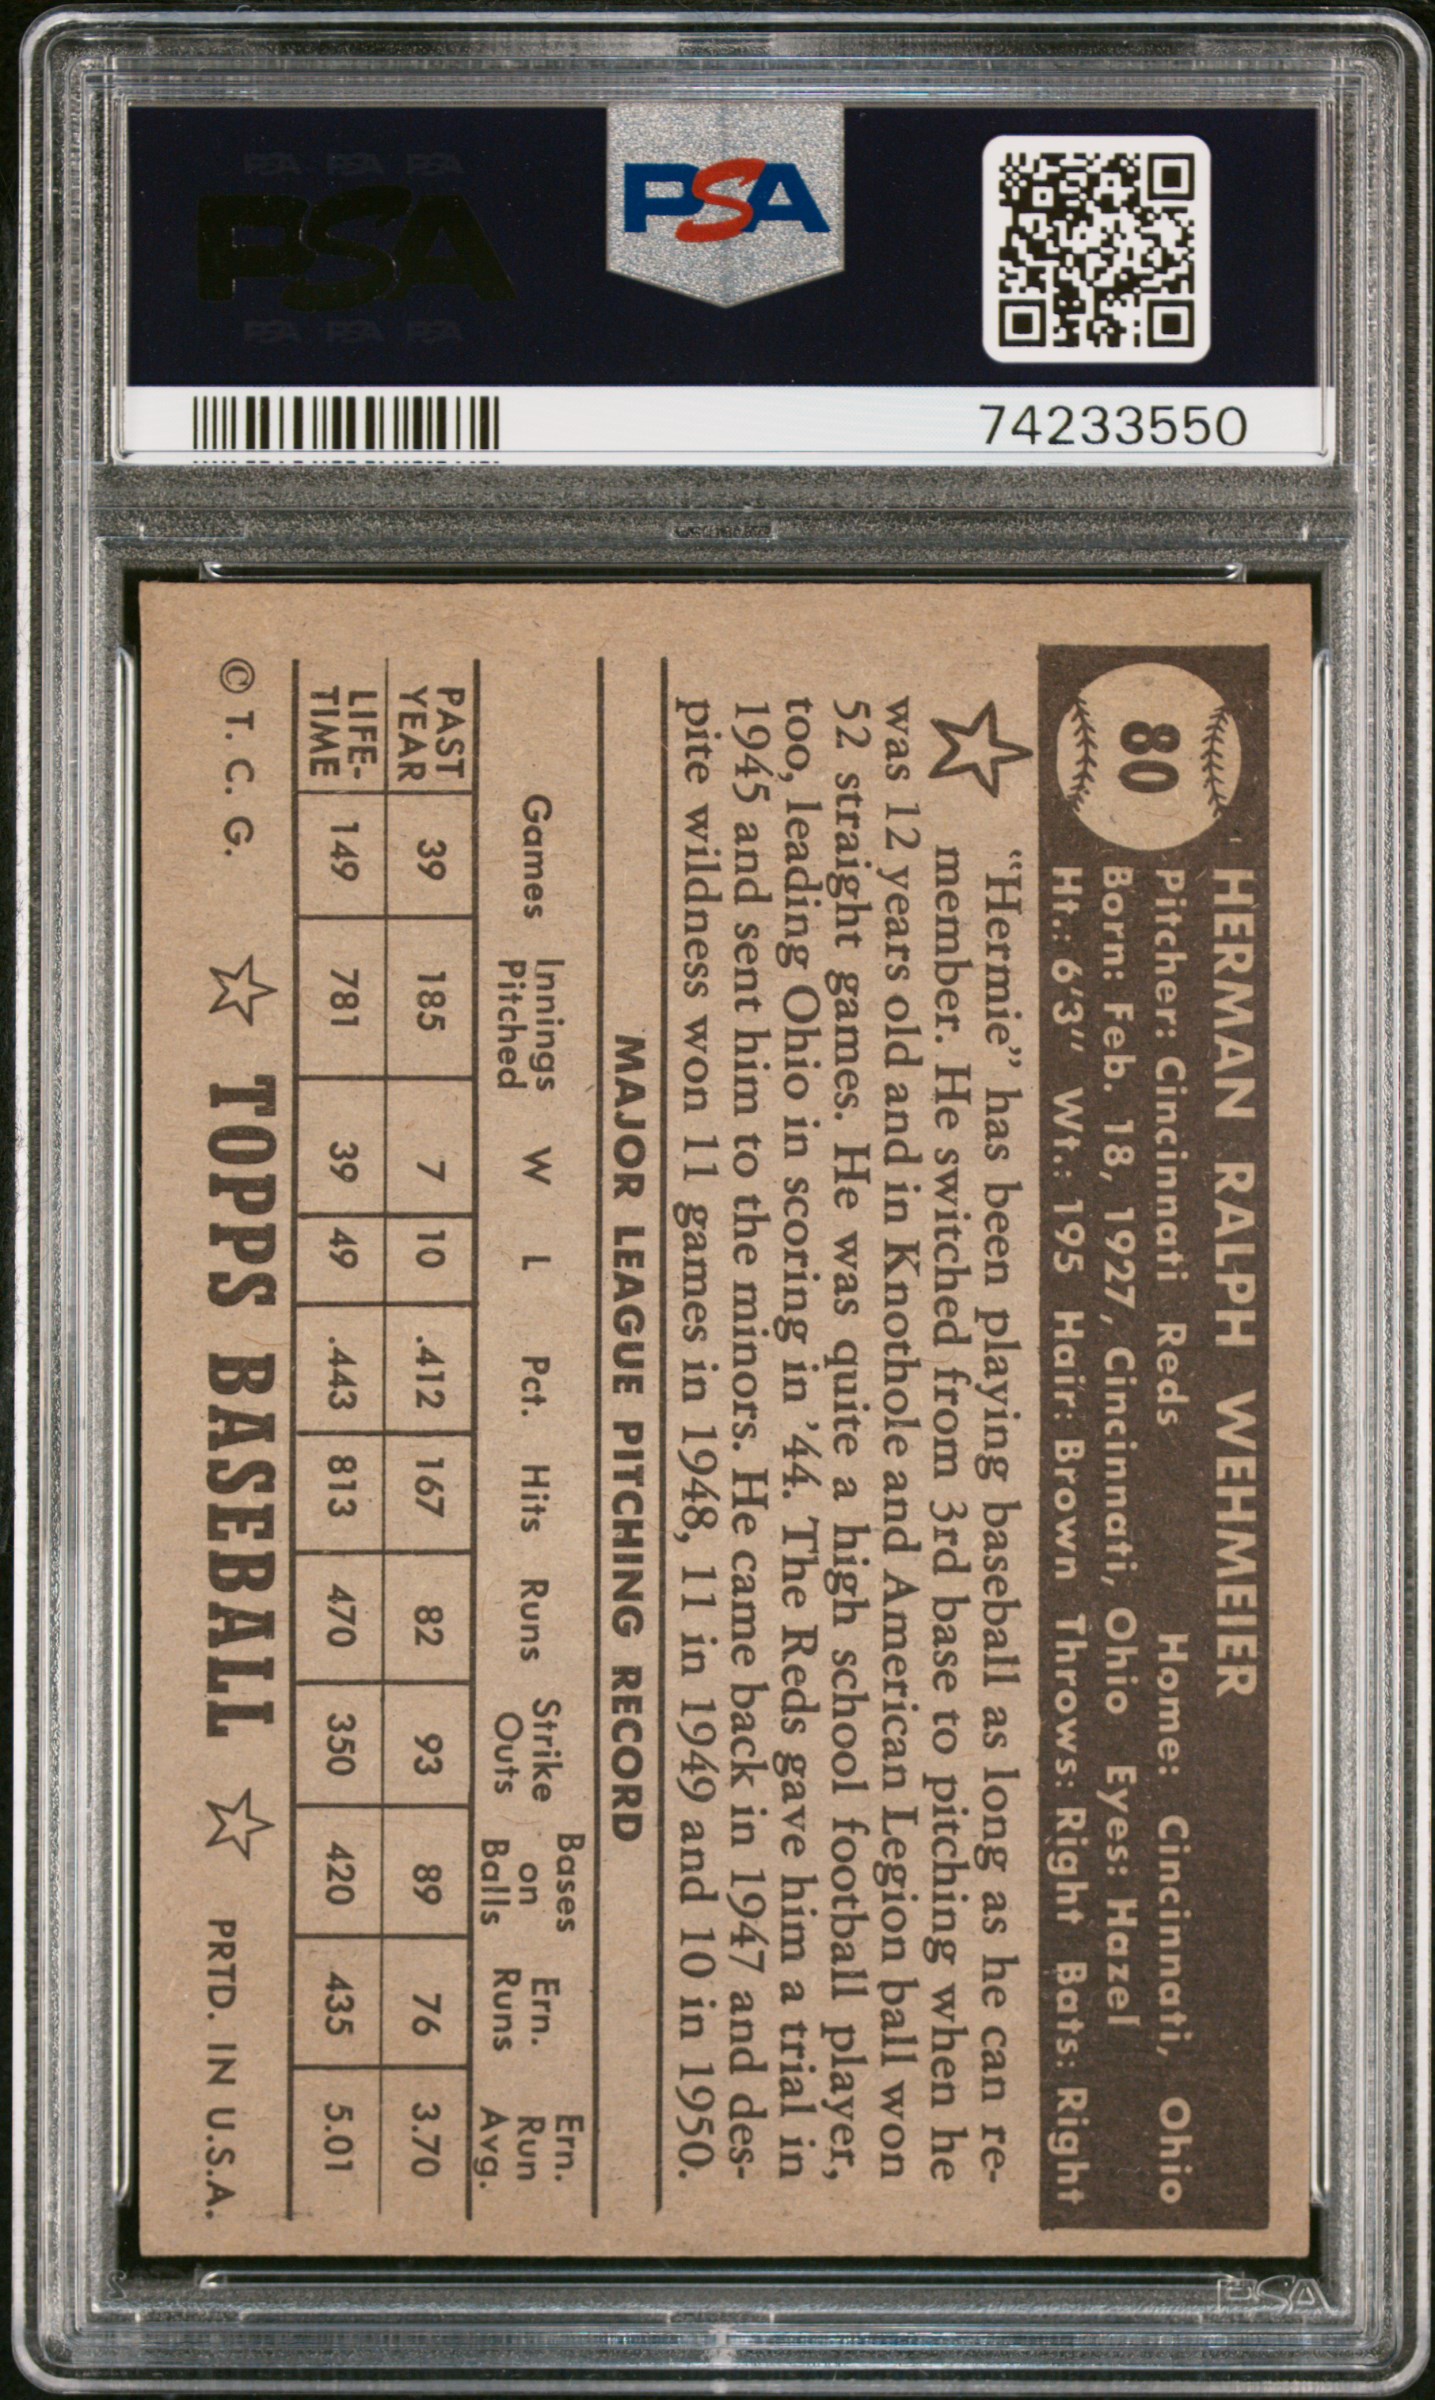 PSA PSA PSA
PSA
PSA PSA PSA
PSA
74233550
80
HERMAN RALPH WEHMEIER
Pitcher: Cincinnati Reds Home: Cincinnati, Ohio
Born: Feb. 18, 1927, Cincinnati, Ohio Eyes: Hazel
Ht.: 6'3" Wt.: 195 Hair: Brown Throws: Right Bats: Right
"Hermie" has been playing baseball as long as he can re-
member. He switched from 3rd base to pitching when he
was 12 years old and in Knothole and American Legion ball won
52 straight games. He was quite a high school football player,
too, leading Ohio in scoring in '44. The Reds gave him a trial in
1945 and sent him to the minors. He came back in 1947 and des-
pite wildness won 11 games in 1948, 11 in 1949 and 10 in 1950.
MAJOR LEAGUE PITCHING RECORD
Games Innings Pitched W L Pct. Hits Runs Strike Outs Bases on Balls Ern. Runs Ern. Run Avg.
PAST YEAR 39 185 7 10 .412 167 82 93 89 76 3.70
LIFE-TIME 149 781 39 49 .443 813 470 350 420 435 5.01
© T. C. G. TOPPS BASEBALL PRTD. IN U.S.A.
PSA